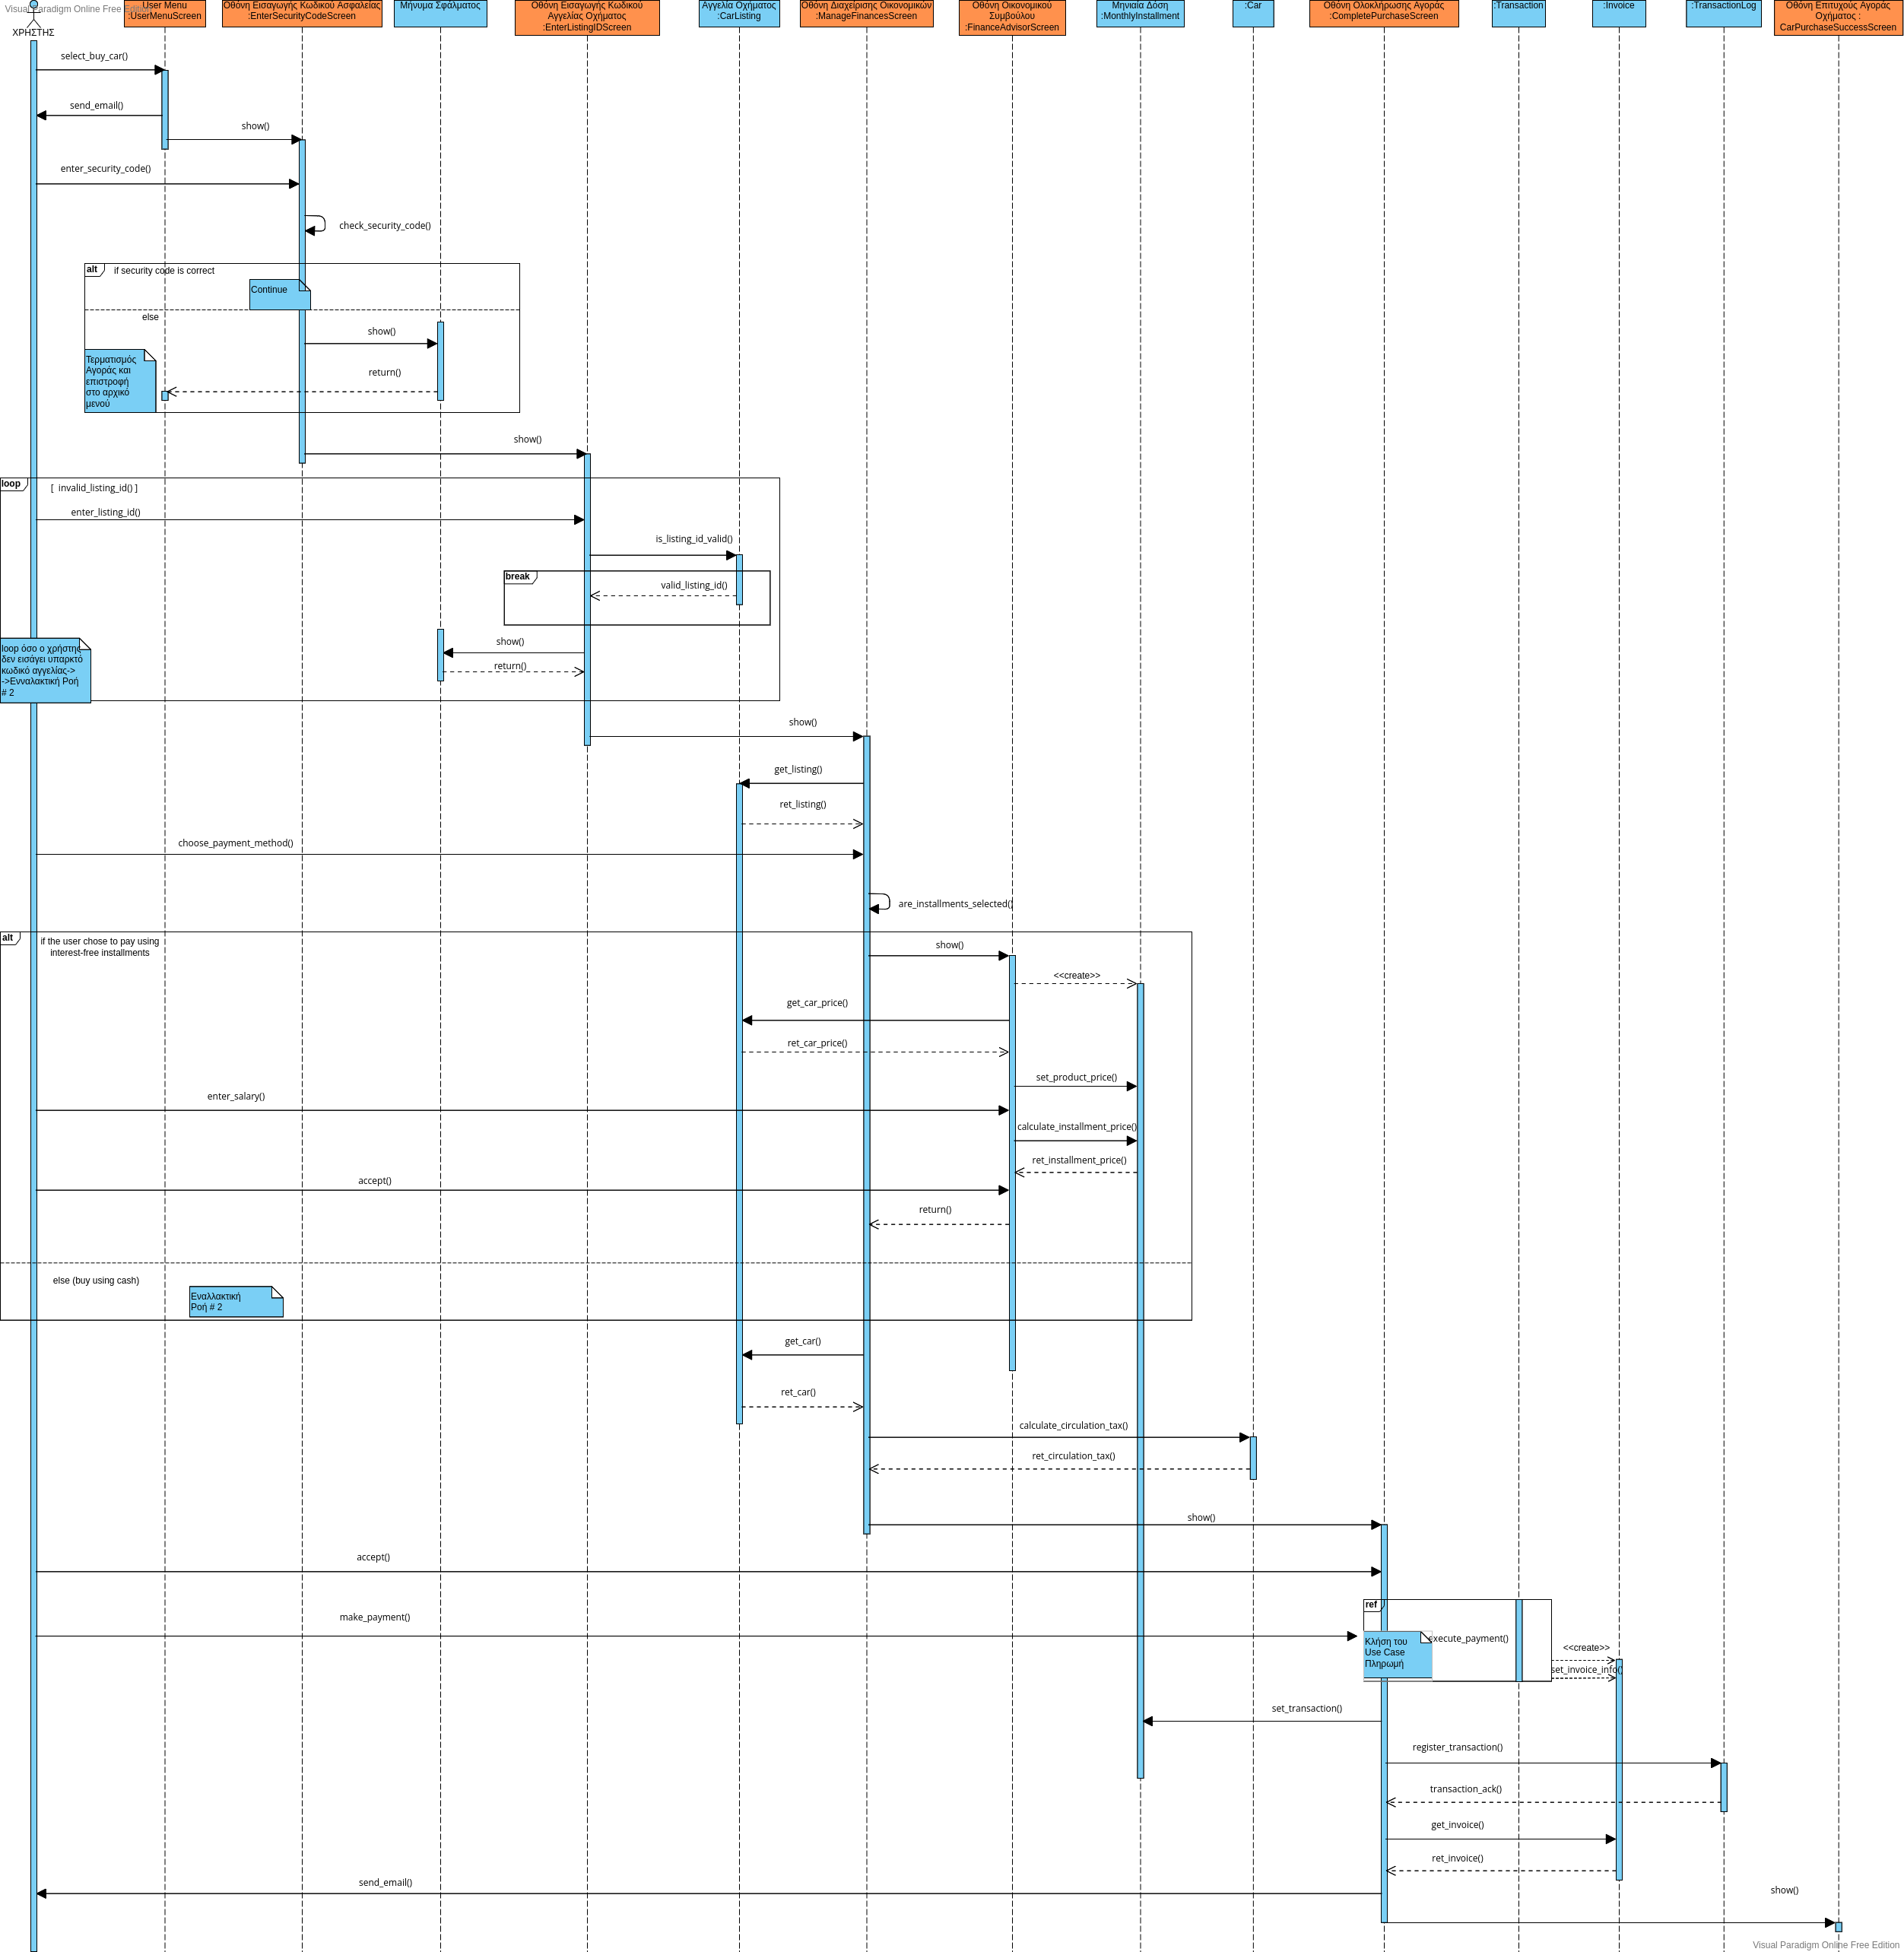 Visual Paradigm Online Free Edition
ΧΡΗΣΤΗΣ
User Menu
:UserMenuScreen
Οθόνη Εισαγωγής Κωδικού Ασφαλείας
:EnterSecurityCodeScreen
Μήνυμα Σφάλματος
Οθόνη Εισαγωγής Κωδικού
Αγγελίας Οχήματος
:EnterListingIDScreen
Αγγελία Οχήματος
:CarListing
Οθόνη Διαχείρισης Οικονομικών
:ManageFinancesScreen
Οθόνη Οικονομικού
Συμβούλου
:FinanceAdvisorScreen
Μηνιαία Δόση
:MonthlyInstallment
:Car
Οθόνη Ολοκλήρωσης Αγοράς
:CompletePurchaseScreen
:Transaction
:Invoice
:TransactionLog
Οθόνη Επιτυχούς Αγοράς
Οχήματος :
CarPurchaseSuccessScreen
select_buy_car()
send_email()
show()
enter_security_code()
check_security_code()
alt
if security code is correct
Continue
else
show()
Τερματισμός
Αγοράς και
επιστροφή
στο αρχικό
μενού
return()
show()
loop
[ invalid_listing_id() ]
enter_listing_id()
is_listing_id_valid()
break
valid_listing_id()
show()
loop όσο ο χρήστης
δεν εισάγει υπαρκτό
κωδικό αγγελίας->
->Ενναλακτική Ροή
# 2
return()
show()
get_listing()
ret_listing()
choose_payment_method()
are_installments_selected()
alt
if the user chose to pay using
interest-free installments
show()
<<create>>
get_car_price()
ret_car_price()
set_product_price()
enter_salary()
calculate_installment_price()
ret_installment_price()
accept()
return()
else (buy using cash)
Εναλλακτική
Ροή # 2
get_car()
ret_car()
calculate_circulation_tax()
ret_circulation_tax()
show()
accept()
ref
make_payment()
Κλήση του
Use Case
Πληρωμή
execute_payment()
<<create>>
set_invoice_info()
set_transaction()
register_transaction()
transaction_ack()
get_invoice()
ret_invoice()
send_email()
show()
Visual Paradigm Online Free Edition